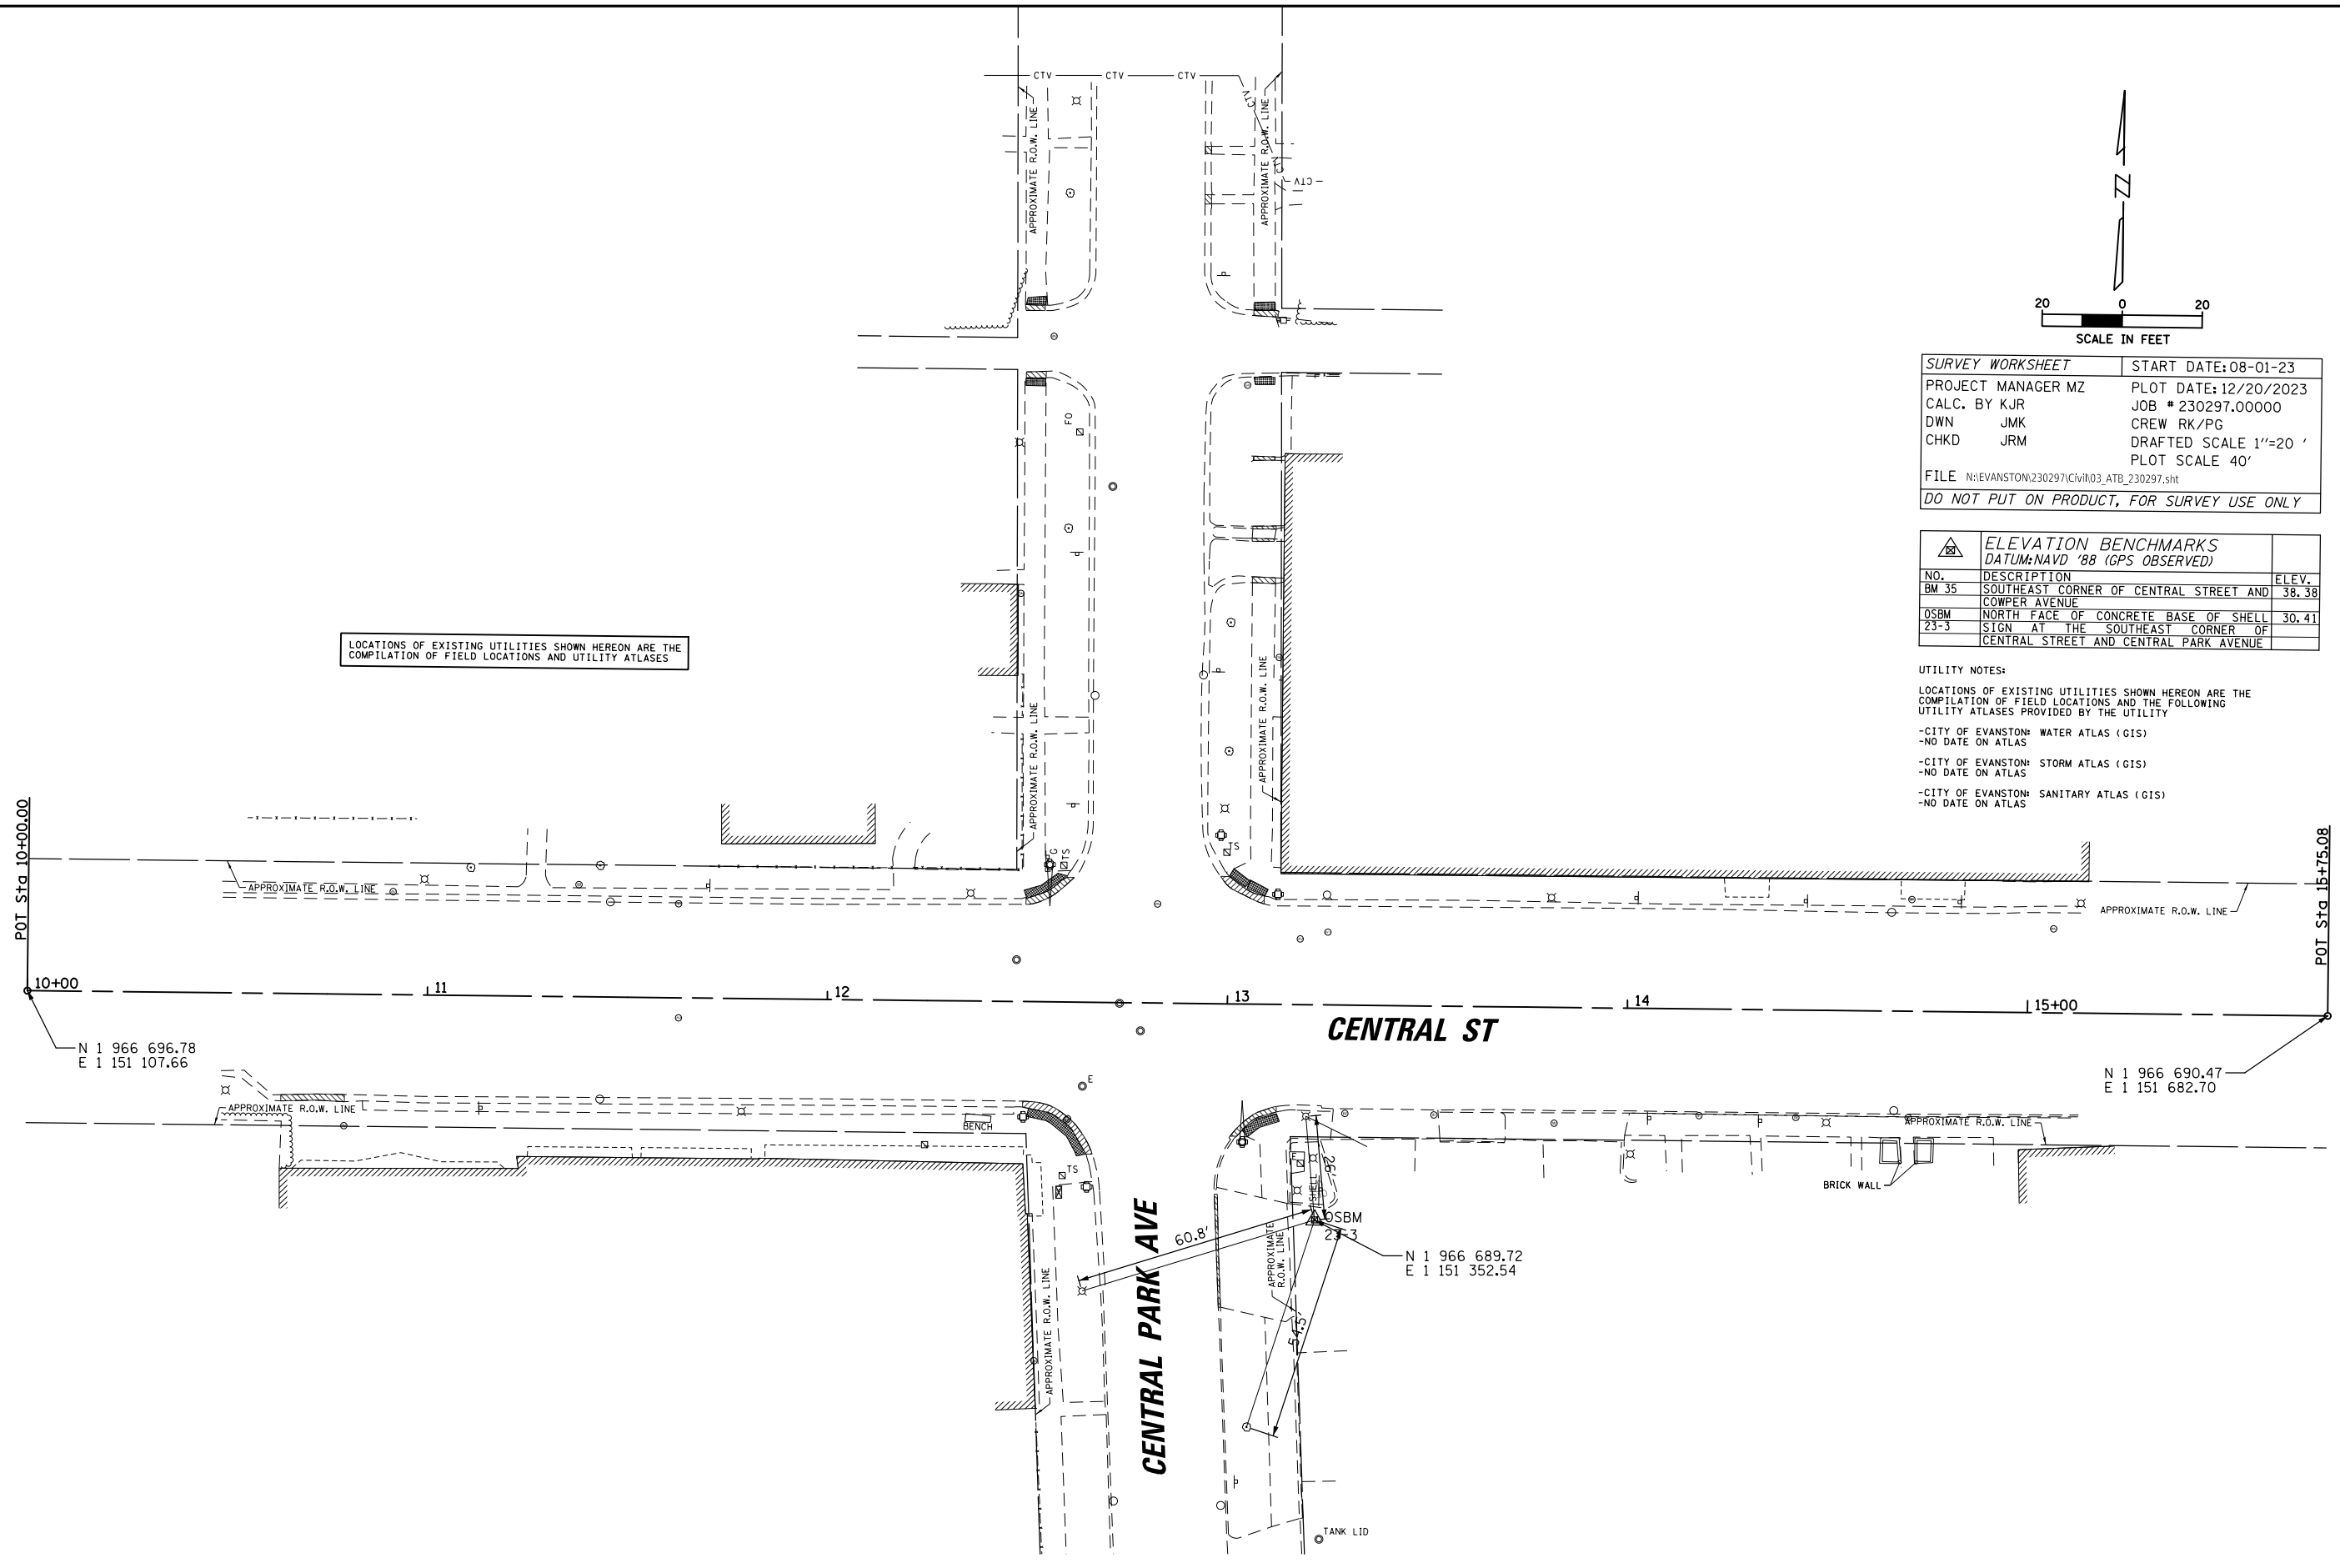 CTV CTV CTV
CTV
APPROXIMATE R.O.W. LINE
APPROXIMATE R.O.W. LINE
CTV
N
20 0 20
SCALE IN FEET
SURVEY WORKSHEET START DATE:08-01-23
PROJECT MANAGER MZ PLOT DATE:12/20/2023
CALC. BY KJR JOB # 230297.00000
DWN JMK CREW RK/PG
CHKD JRM DRAFTED SCALE 1"=20 '
PLOT SCALE 40'
FILE N:\EVANSTON\230297\Civil\03_ATB_230297.sht
DO NOT PUT ON PRODUCT, FOR SURVEY USE ONLY
ELEVATION BENCHMARKS
DATUM:NAVD '88 (GPS OBSERVED)
NO. DESCRIPTION ELEV.
BM 35 SOUTHEAST CORNER OF CENTRAL STREET AND 38.38
COWPER AVENUE
OSBM NORTH FACE OF CONCRETE BASE OF SHELL 30.41
23-3 SIGN AT THE SOUTHEAST CORNER OF
CENTRAL STREET AND CENTRAL PARK AVENUE
UTILITY NOTES:
LOCATIONS OF EXISTING UTILITIES SHOWN HEREON ARE THE
COMPILATION OF FIELD LOCATIONS AND THE FOLLOWING
UTILITY ATLASES PROVIDED BY THE UTILITY
-CITY OF EVANSTON: WATER ATLAS (GIS)
-NO DATE ON ATLAS
-CITY OF EVANSTON: STORM ATLAS (GIS)
-NO DATE ON ATLAS
-CITY OF EVANSTON: SANITARY ATLAS (GIS)
-NO DATE ON ATLAS
FO
LOCATIONS OF EXISTING UTILITIES SHOWN HEREON ARE THE
COMPILATION OF FIELD LOCATIONS AND UTILITY ATLASES
APPROXIMATE R.O.W. LINE
APPROXIMATE R.O.W. LINE
G
TS
TS
POT Sta 10+00.00
APPROXIMATE R.O.W. LINE
APPROXIMATE R.O.W. LINE
POT Sta 15+75.08
10+00 11 12 13 14 15+00
CENTRAL ST
N 1 966 696.78
E 1 151 107.66
N 1 966 690.47
E 1 151 682.70
E
APPROXIMATE R.O.W. LINE
BENCH
APPROXIMATE R.O.W. LINE
TS
E
SHELL
26'
BRICK WALL
OSBM
23-3
60.8'
N 1 966 689.72
E 1 151 352.54
APPROXIMATE
R.O.W. LINE
APPROXIMATE R.O.W. LINE
CENTRAL PARK AVE
54.5'
TANK LID